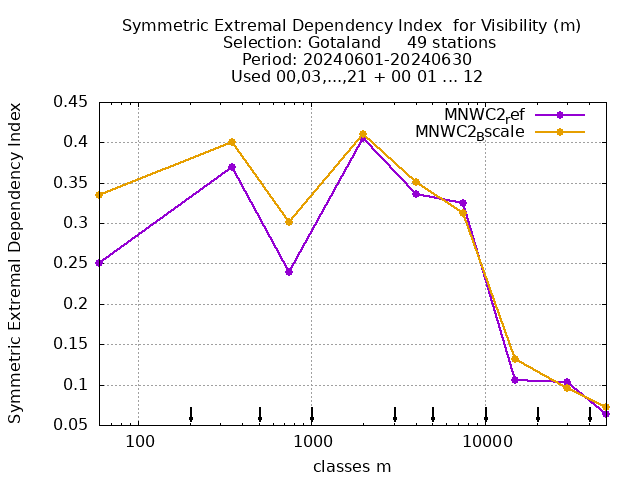 Symmetric Extremal Dependency Index  for Visibility (m)
Selection: Gotaland     49 stations
Period: 20240601-20240630
Used 00,03,...,21 + 00 01 ... 12
MNWC2ref
MNWC2Bscale
0.45
0.4
0.35
0.3
0.25
0.2
0.15
0.1
0.05
Symmetric Extremal Dependency Index
100
1000
10000
classes m